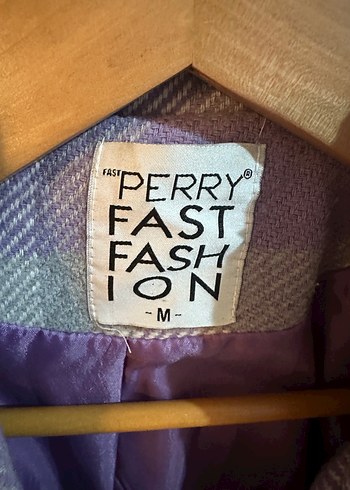 FAST PERRY®
FAST
FASH
ION
- M -